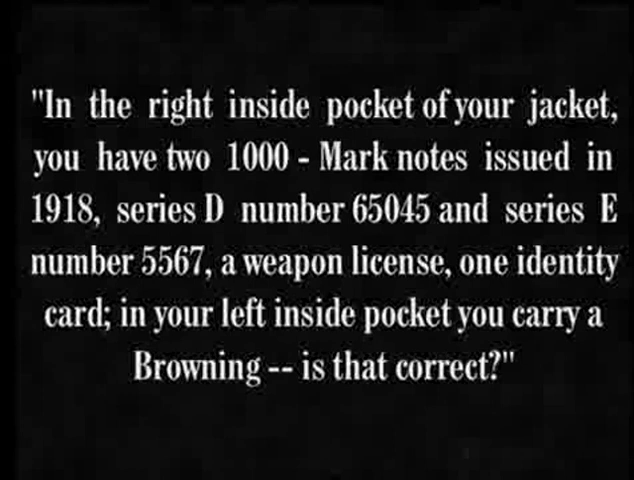 "In the right inside pocket of your jacket,
you have two 1000 - Mark notes issued in
1918, series D number 65045 and series E
number 5567, a weapon license, one identity
card; in your left inside pocket you carry a
Browning -- is that correct?"